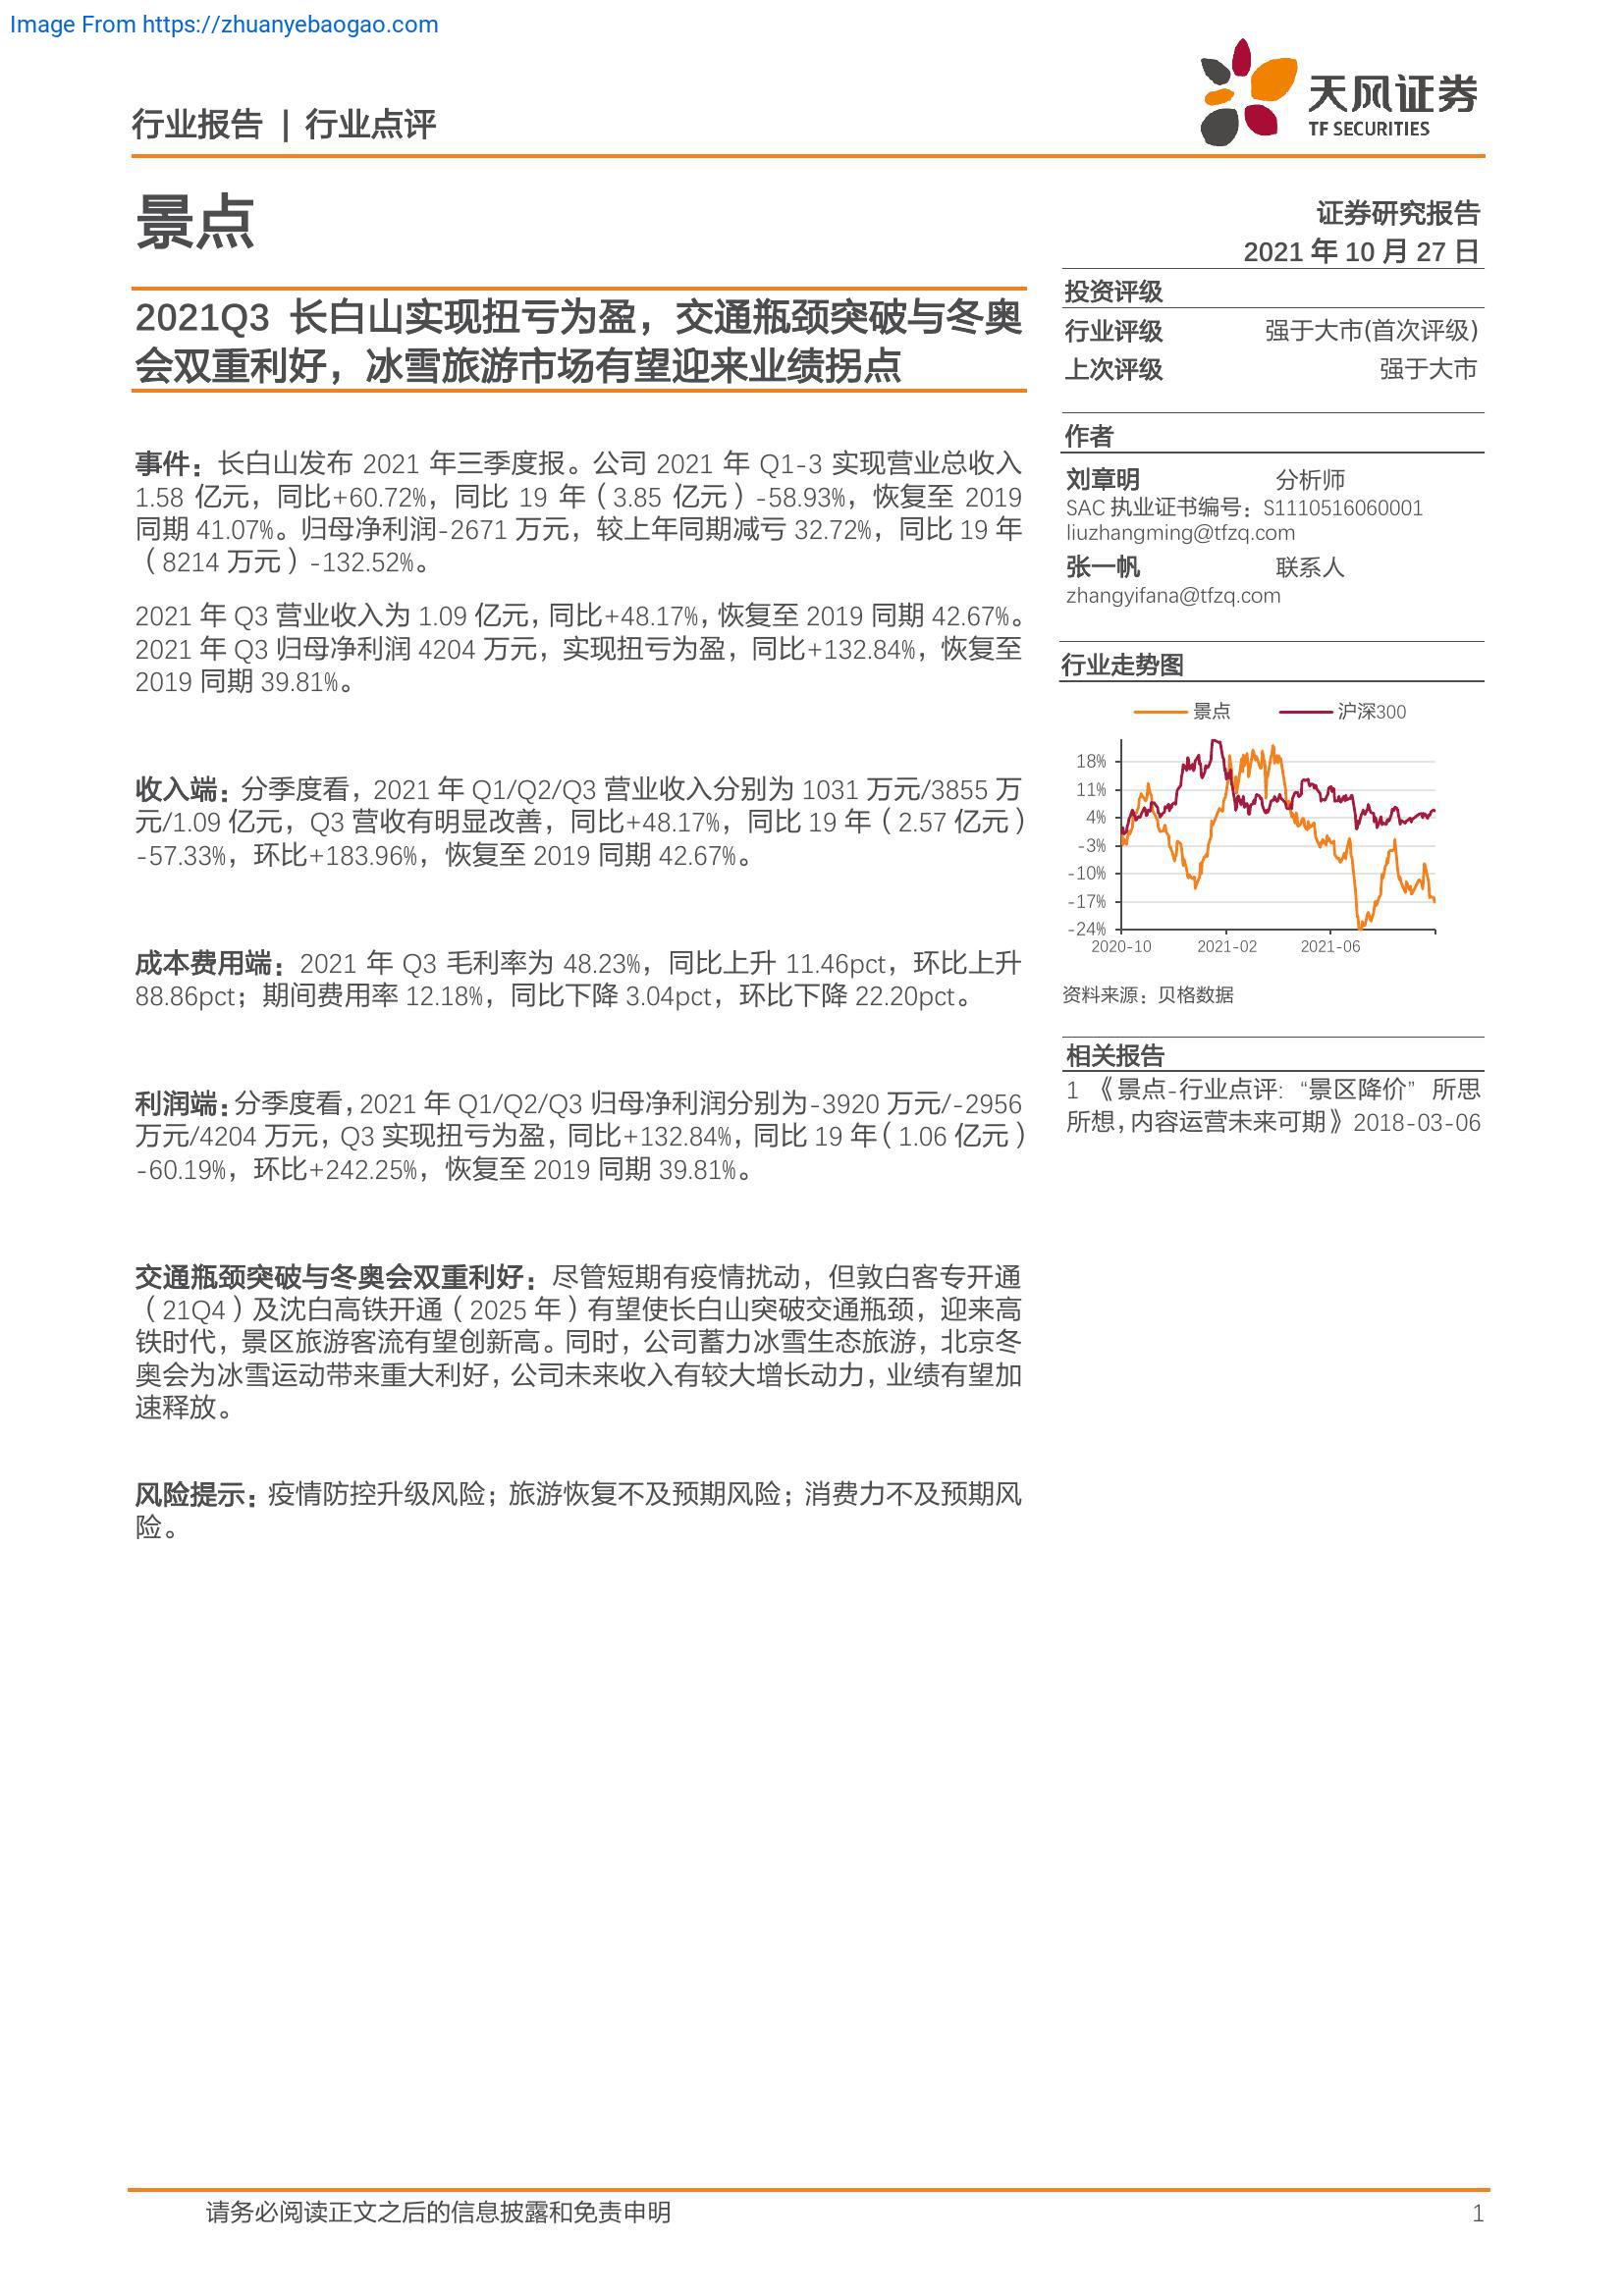 Image From https://zhuanyebaogao.com
天风证券
TF SECURITIES
行业报告 | 行业点评
景点
证券研究报告
2021 年 10 月 27 日
2021Q3 长白山实现扭亏为盈，交通瓶颈突破与冬奥
会双重利好，冰雪旅游市场有望迎来业绩拐点
事件：长白山发布 2021 年三季度报。公司 2021 年 Q1-3 实现营业总收入
1.58 亿元，同比+60.72%，同比 19 年（3.85 亿元）-58.93%，恢复至 2019
同期 41.07%。归母净利润-2671 万元，较上年同期减亏 32.72%，同比 19 年
（8214 万元）-132.52%。
2021 年 Q3 营业收入为 1.09 亿元，同比+48.17%，恢复至 2019 同期 42.67%。
2021 年 Q3 归母净利润 4204 万元，实现扭亏为盈，同比+132.84%，恢复至
2019 同期 39.81%。
收入端：分季度看，2021 年 Q1/Q2/Q3 营业收入分别为 1031 万元/3855 万
元/1.09 亿元，Q3 营收有明显改善，同比+48.17%，同比 19 年（2.57 亿元）
-57.33%，环比+183.96%，恢复至 2019 同期 42.67%。
成本费用端：2021 年 Q3 毛利率为 48.23%，同比上升 11.46pct，环比上升
88.86pct；期间费用率 12.18%，同比下降 3.04pct，环比下降 22.20pct。
利润端：分季度看，2021 年 Q1/Q2/Q3 归母净利润分别为-3920 万元/-2956
万元/4204 万元，Q3 实现扭亏为盈，同比+132.84%，同比 19 年（1.06 亿元）
-60.19%，环比+242.25%，恢复至 2019 同期 39.81%。
交通瓶颈突破与冬奥会双重利好：尽管短期有疫情扰动，但敦白客专开通
（21Q4）及沈白高铁开通（2025 年）有望使长白山突破交通瓶颈，迎来高
铁时代，景区旅游客流有望创新高。同时，公司蓄力冰雪生态旅游，北京冬
奥会为冰雪运动带来重大利好，公司未来收入有较大增长动力，业绩有望加
速释放。
风险提示：疫情防控升级风险；旅游恢复不及预期风险；消费力不及预期风
险。
投资评级
行业评级 强于大市(首次评级)
上次评级 强于大市
作者
刘章明 分析师
SAC 执业证书编号：S1110516060001
liuzhangming@tfzq.com
张一帆 联系人
zhangyifana@tfzq.com
行业走势图
景点 沪深300
18%
11%
4%
-3%
-10%
-17%
-24%
2020-10 2021-02 2021-06
资料来源：贝格数据
相关报告
1 《景点-行业点评：“景区降价” 所思
所想，内容运营未来可期》2018-03-06
请务必阅读正文之后的信息披露和免责申明 1